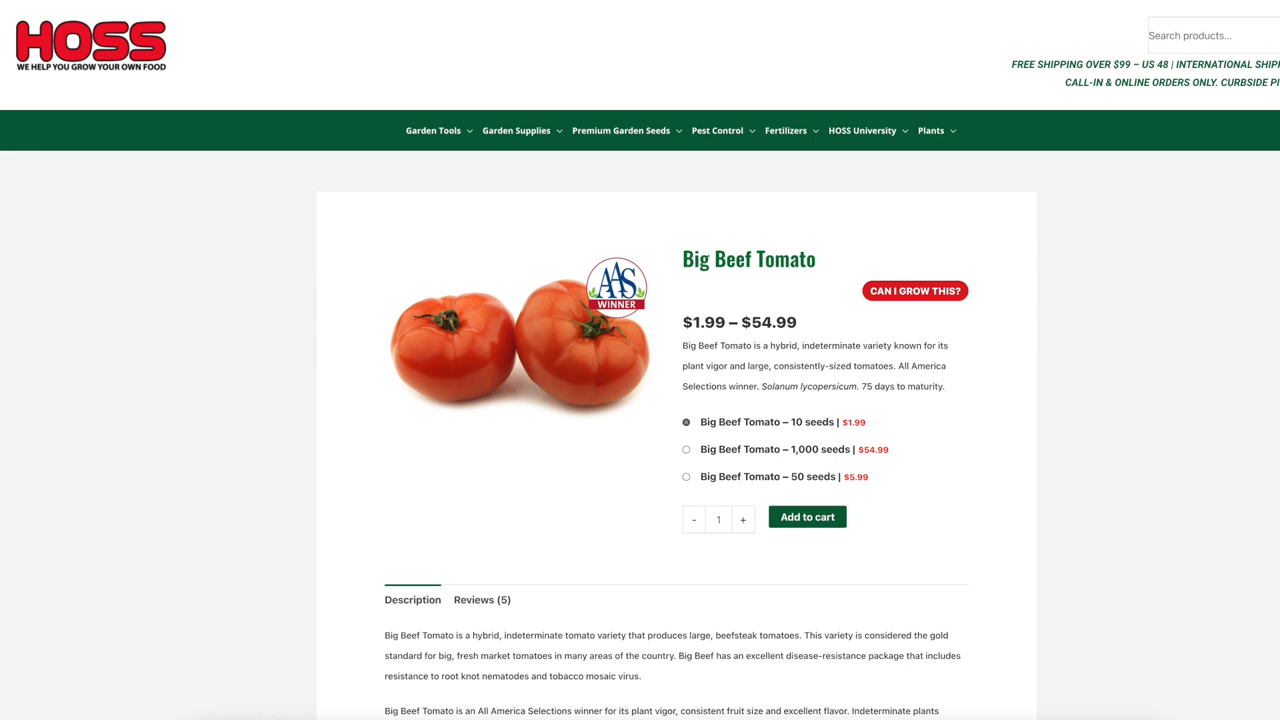 HOSS
WE HELP YOU GROW YOUR OWN FOOD
Search products...
FREE SHIPPING OVER $99 – US 48 | INTERNATIONAL SHIP
CALL-IN & ONLINE ORDERS ONLY. CURBSIDE PI
Garden Tools Garden Supplies Premium Garden Seeds Pest Control Fertilizers HOSS University Plants
AAS
WINNER
Big Beef Tomato
CAN I GROW THIS?
$1.99 – $54.99
Big Beef Tomato is a hybrid, indeterminate variety known for its
plant vigor and large, consistently-sized tomatoes. All America
Selections winner. Solanum lycopersicum. 75 days to maturity.
Big Beef Tomato – 10 seeds | $1.99
Big Beef Tomato – 1,000 seeds | $54.99
Big Beef Tomato – 50 seeds | $5.99
- 1 + Add to cart
Description Reviews (5)
Big Beef Tomato is a hybrid, indeterminate tomato variety that produces large, beefsteak tomatoes. This variety is considered the gold
standard for big, fresh market tomatoes in many areas of the country. Big Beef has an excellent disease-resistance package that includes
resistance to root knot nematodes and tobacco mosaic virus.
Big Beef Tomato is an All America Selections winner for its plant vigor, consistent fruit size and excellent flavor. Indeterminate plants